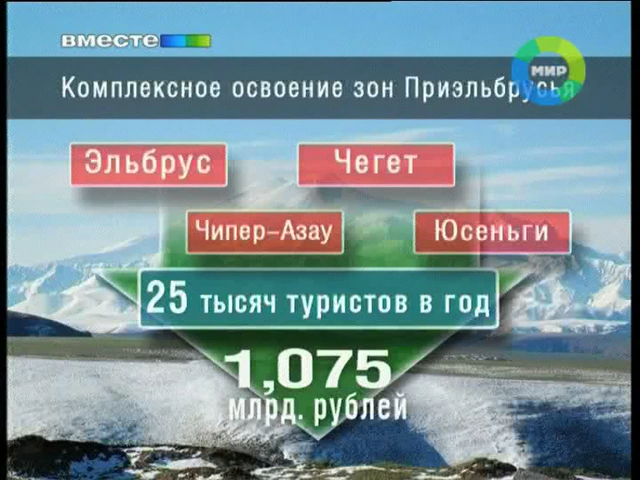 вместе
мир
Комплексное освоение зон Приэльбрусья
Эльбрус
Чегет
Чипер-Азау
Юсеньги
25 тысяч туристов в год
1,075
млрд. рублей